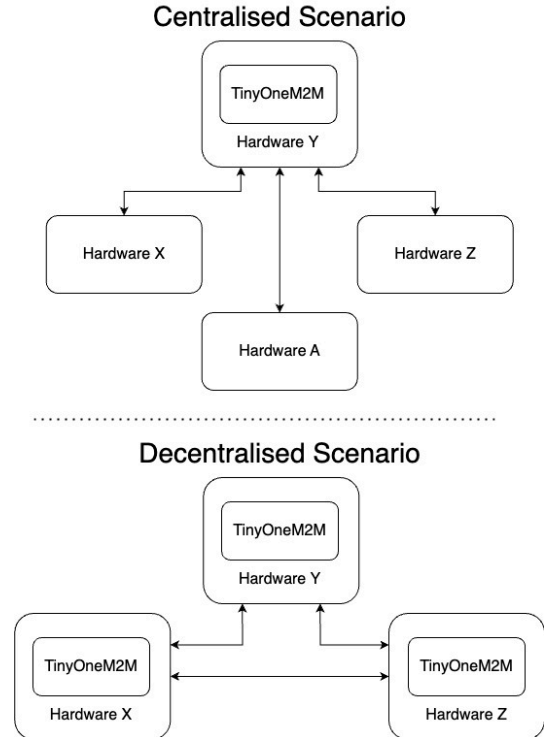 Centralised Scenario
TinyOneM2M
Hardware Y
Hardware X
Hardware Z
Hardware A
Decentralised Scenario
TinyOneM2M
Hardware Y
TinyOneM2M
Hardware X
TinyOneM2M
Hardware Z